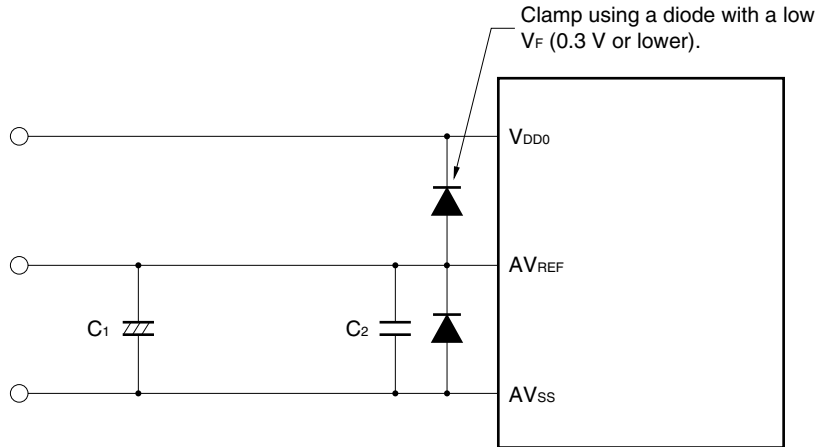 Clamp using a diode with a low
VF (0.3 V or lower).
VDD0
AVREF
C1
C2
AVSS